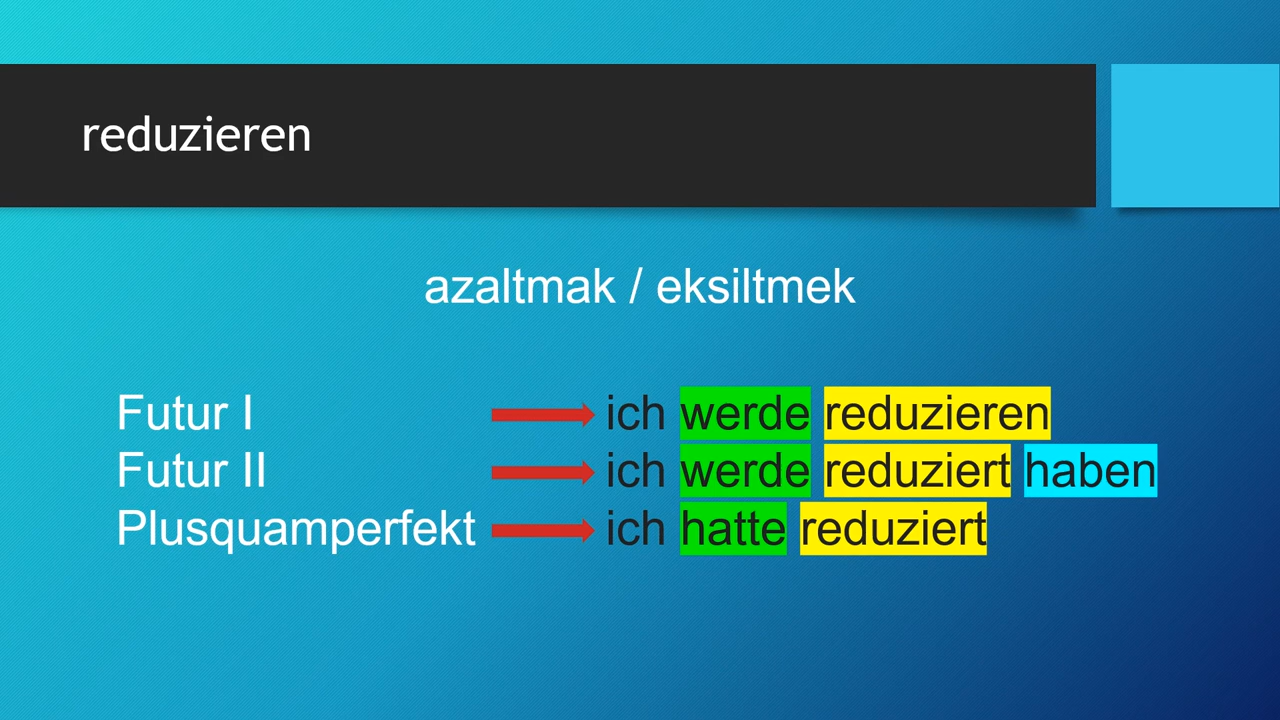 reduzieren
azaltmak / eksiltmek
Futur I ich werde reduzieren
Futur II ich werde reduziert haben
Plusquamperfekt ich hatte reduziert